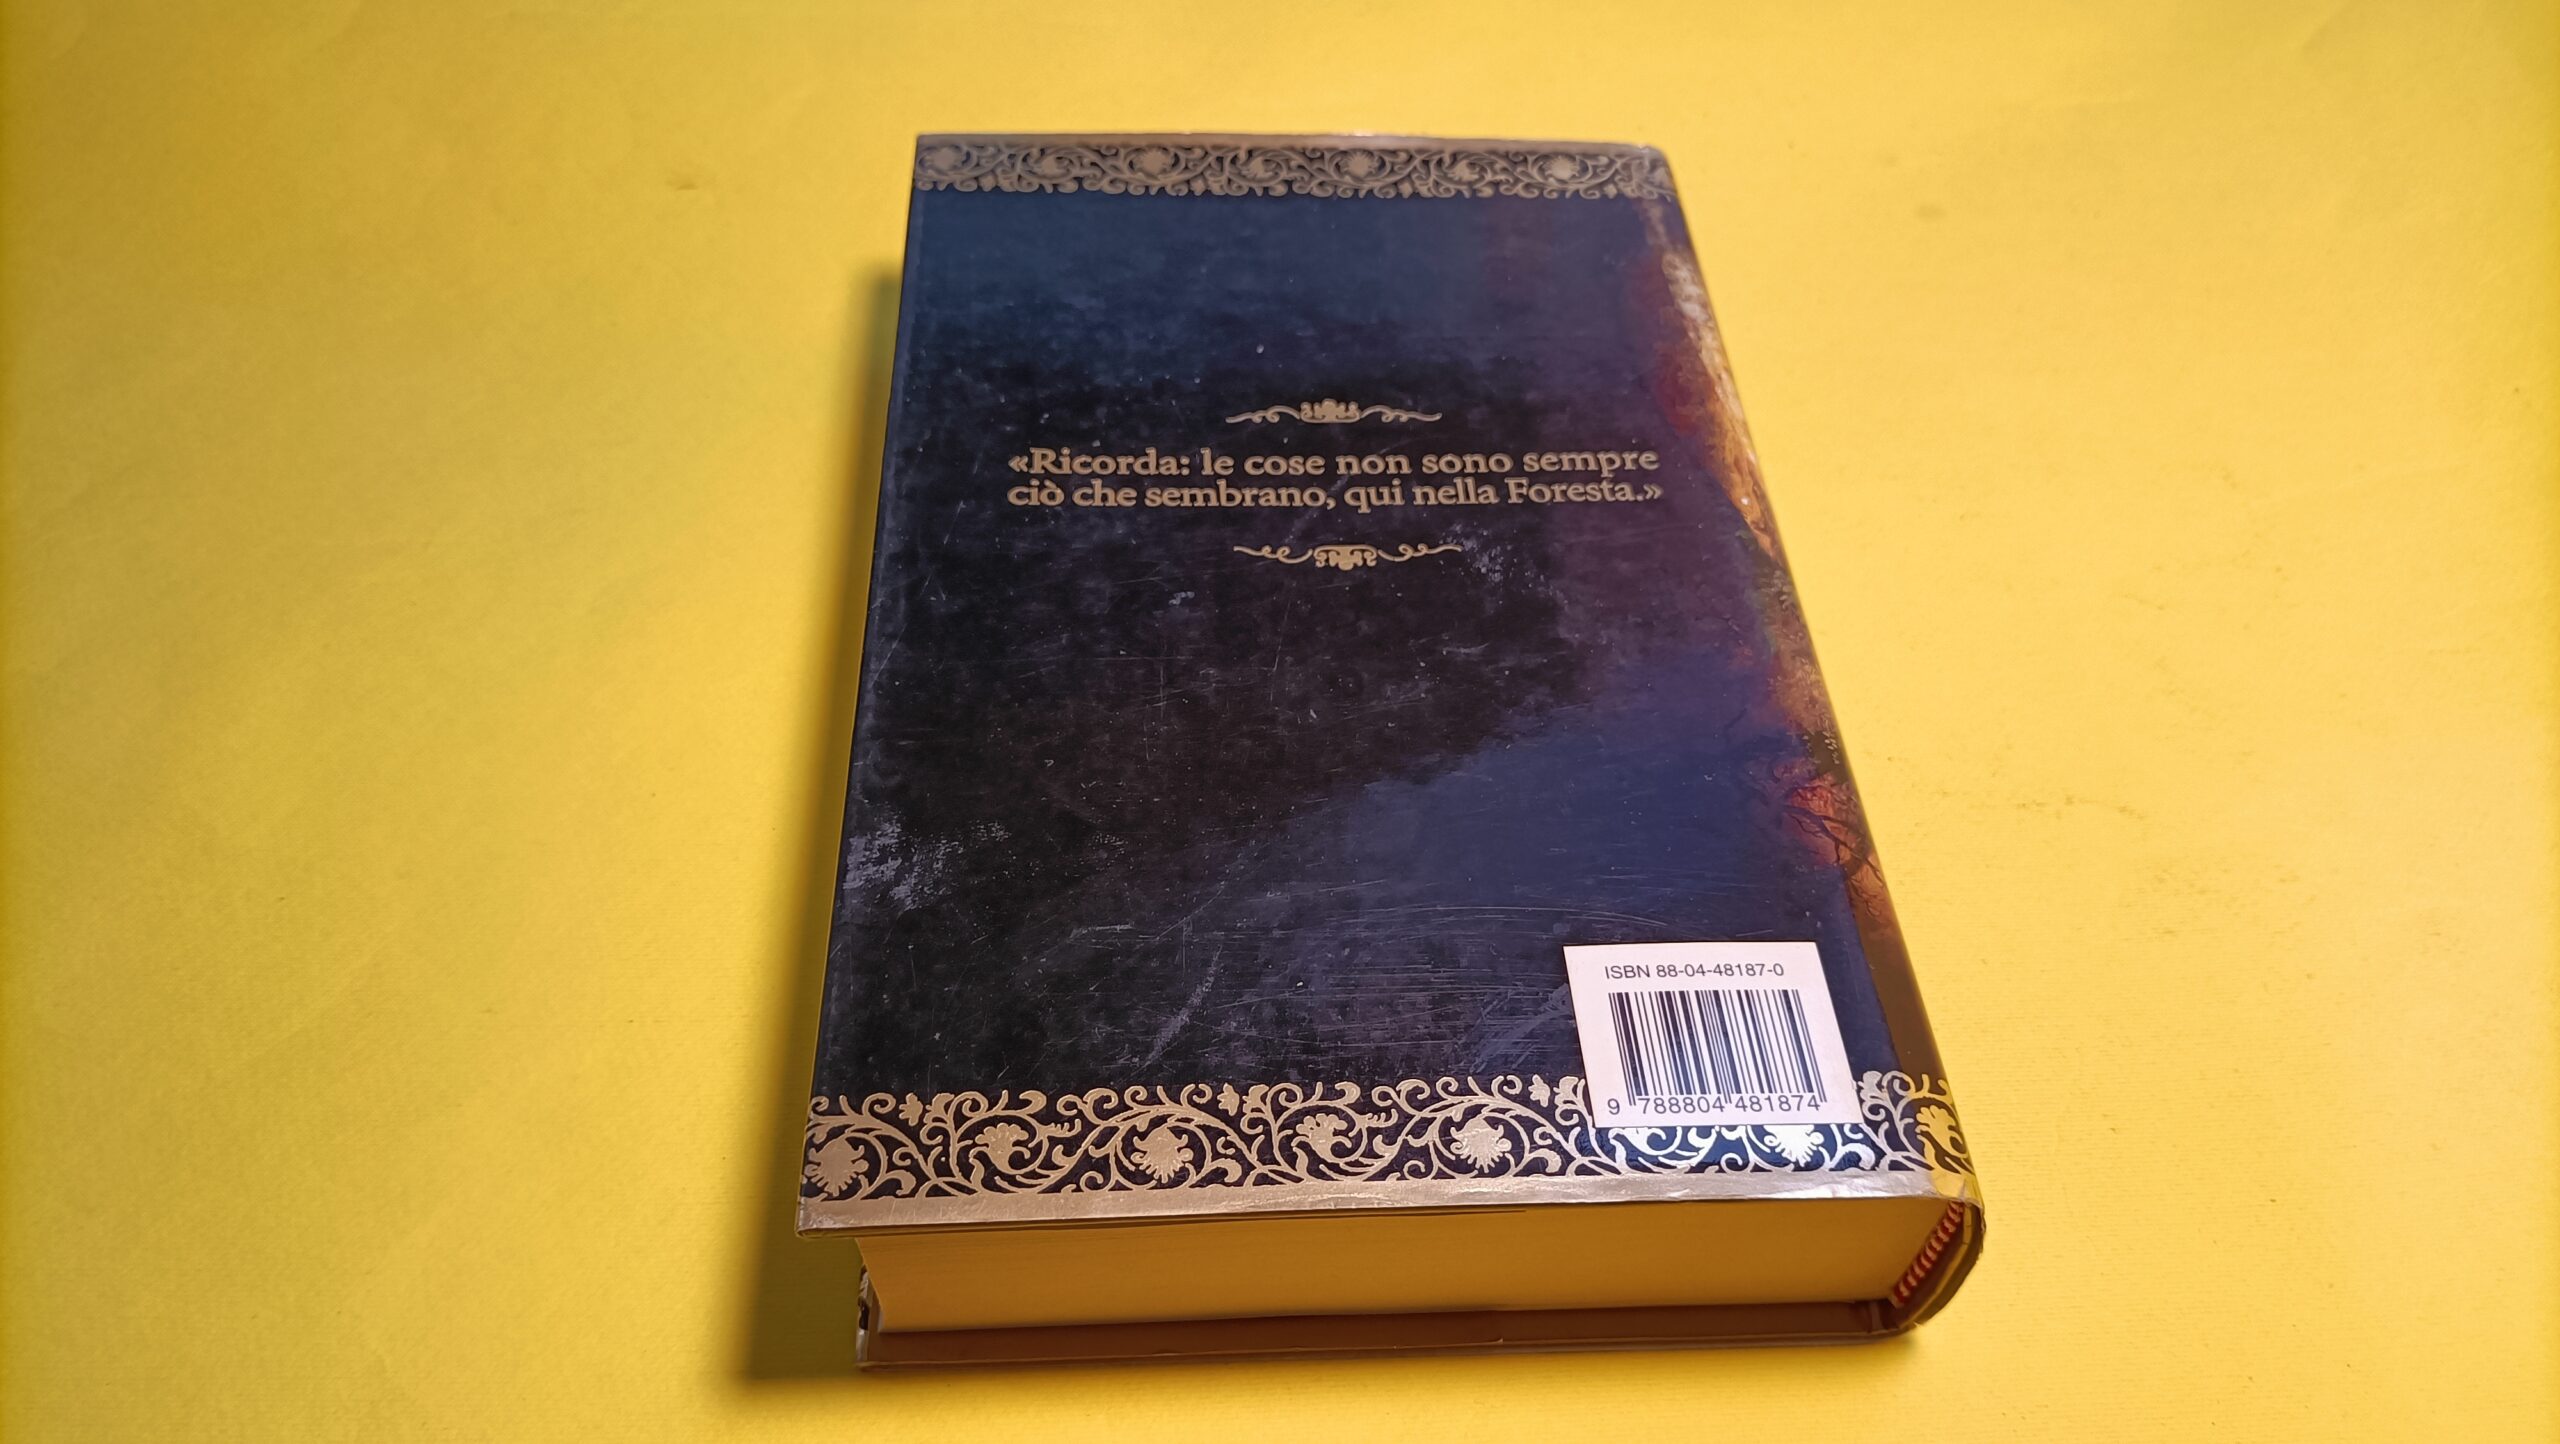 «Ricorda: le cose non sono sempre
ciò che sembrano, qui nella Foresta.»
ISBN 88-04-48187-0
9 788804 481874